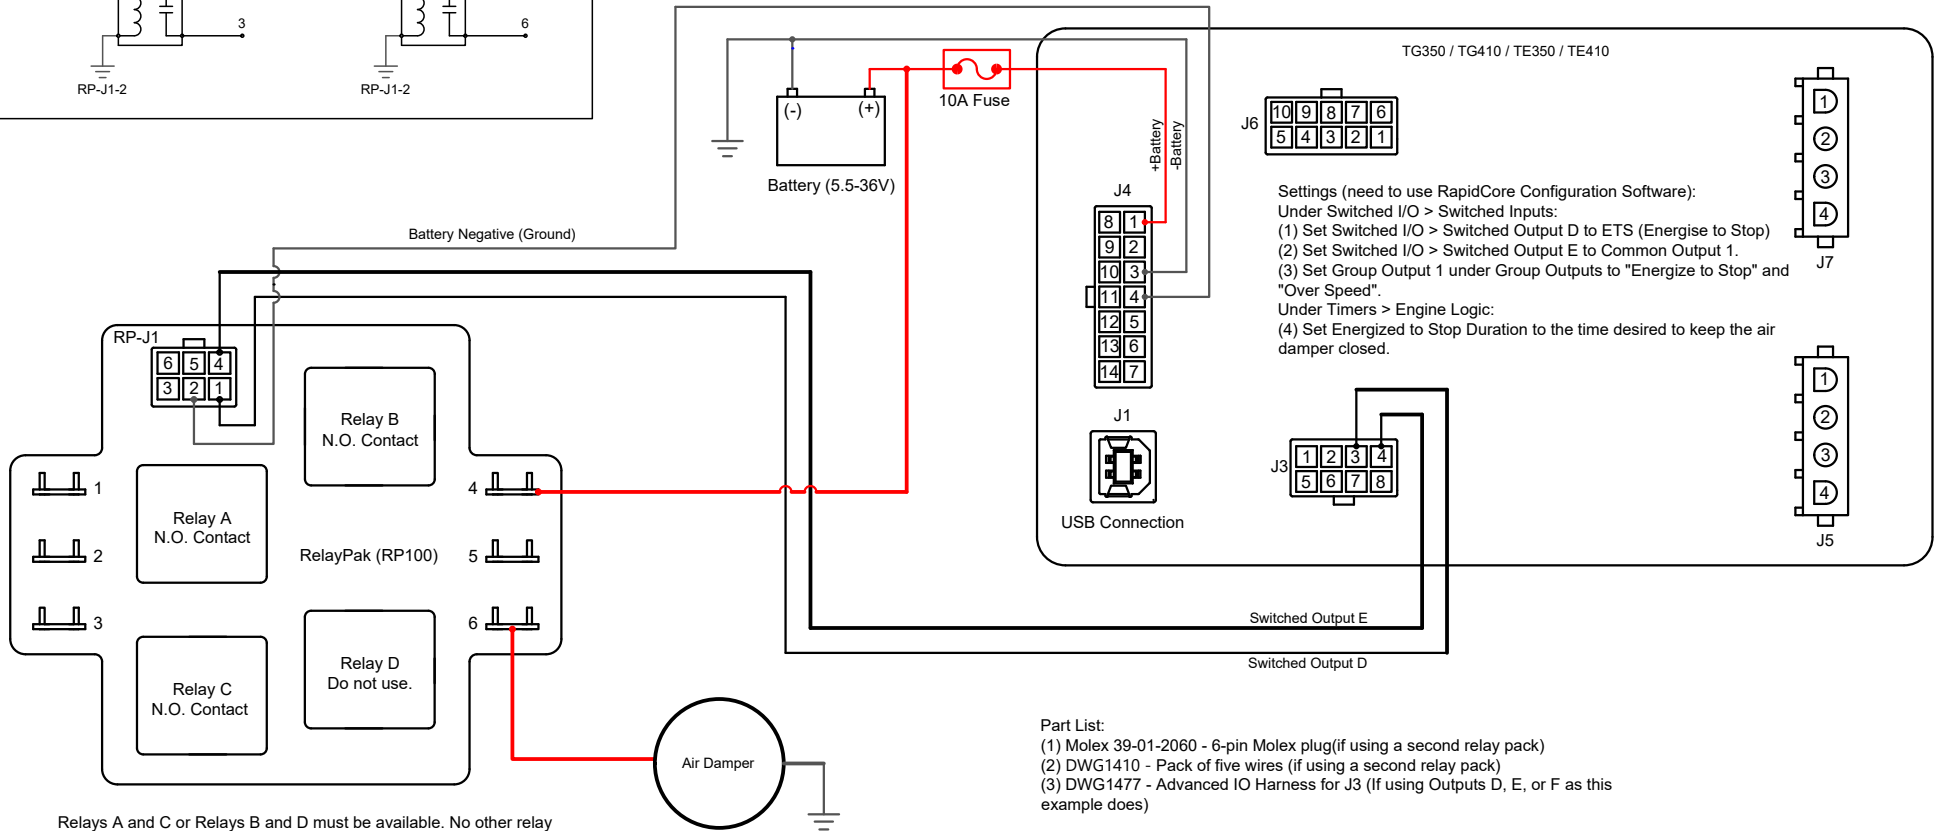 3
6
RP-J1-2
RP-J1-2
TG350 / TG410 / TE350 / TE410
(-)
(+)
Battery (5.5-36V)
10A Fuse
+Battery
-Battery
J6
10 9 8 7 6
5 4 3 2 1
1
2
3
4
J7
J4
8 1
9 2
10 3
11 4
12 5
13 6
14 7
Settings (need to use RapidCore Configuration Software):
Under Switched I/O > Switched Inputs:
(1) Set Switched I/O > Switched Output D to ETS (Energise to Stop)
(2) Set Switched I/O > Switched Output E to Common Output 1.
(3) Set Group Output 1 under Group Outputs to "Energize to Stop" and
"Over Speed".
Under Timers > Engine Logic:
(4) Set Energized to Stop Duration to the time desired to keep the air
damper closed.
Battery Negative (Ground)
RP-J1
6 5 4
3 2 1
Relay B
N.O. Contact
Relay A
N.O. Contact
RelayPak (RP100)
Relay C
N.O. Contact
Relay D
Do not use.
1
2
3
4
5
6
J1
USB Connection
J3
1 2 3 4
5 6 7 8
1
2
3
4
J5
Switched Output E
Switched Output D
Air Damper
Part List:
(1) Molex 39-01-2060 - 6-pin Molex plug(if using a second relay pack)
(2) DWG1410 - Pack of five wires (if using a second relay pack)
(3) DWG1477 - Advanced IO Harness for J3 (If using Outputs D, E, or F as this
example does)
Relays A and C or Relays B and D must be available. No other relay